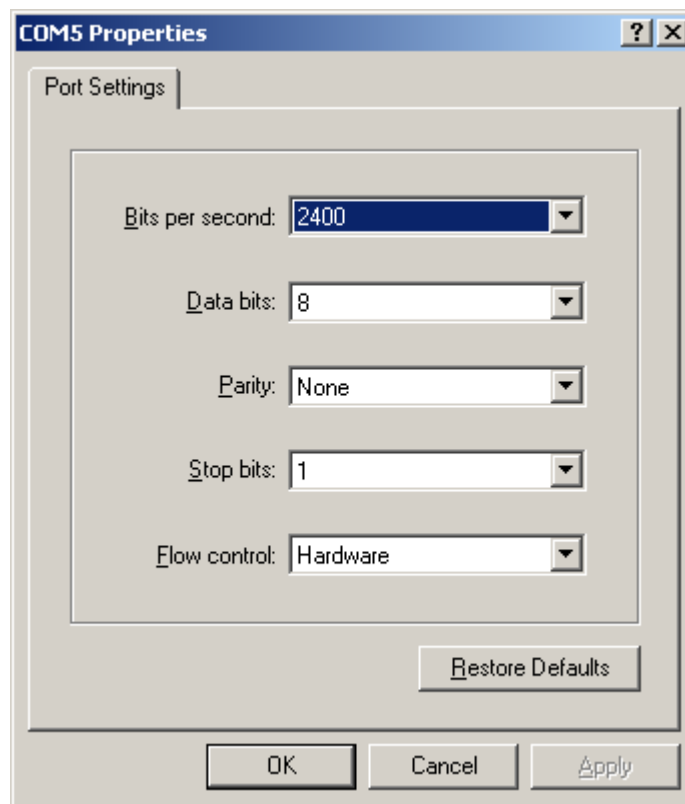 COM5 Properties
Port Settings
Bits per second: 2400
Data bits: 8
Parity: None
Stop bits: 1
Flow control: Hardware
Restore Defaults
OK Cancel Apply